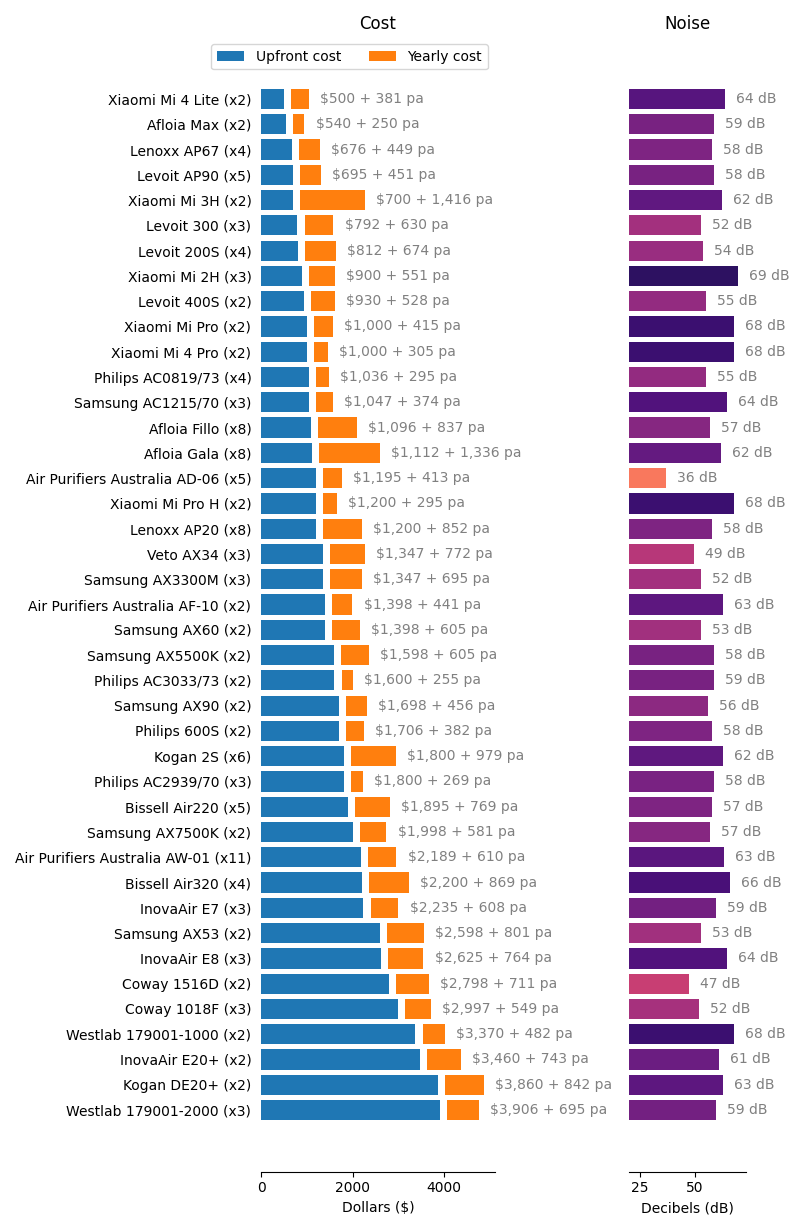 Cost Noise
Upfront cost Yearly cost
Xiaomi Mi 4 Lite (x2) $500 + 381 pa 64 dB
Afloia Max (x2) $540 + 250 pa 59 dB
Lenoxx AP67 (x4) $676 + 449 pa 58 dB
Levoit AP90 (x5) $695 + 451 pa 58 dB
Xiaomi Mi 3H (x2) $700 + 1,416 pa 62 dB
Levoit 300 (x3) $792 + 630 pa 52 dB
Levoit 200S (x4) $812 + 674 pa 54 dB
Xiaomi Mi 2H (x3) $900 + 551 pa 69 dB
Levoit 400S (x2) $930 + 528 pa 55 dB
Xiaomi Mi Pro (x2) $1,000 + 415 pa 68 dB
Xiaomi Mi 4 Pro (x2) $1,000 + 305 pa 68 dB
Philips AC0819/73 (x4) $1,036 + 295 pa 55 dB
Samsung AC1215/70 (x3) $1,047 + 374 pa 64 dB
Afloia Fillo (x8) $1,096 + 837 pa 57 dB
Afloia Gala (x8) $1,112 + 1,336 pa 62 dB
Air Purifiers Australia AD-06 (x5) $1,195 + 413 pa 36 dB
Xiaomi Mi Pro H (x2) $1,200 + 295 pa 68 dB
Lenoxx AP20 (x8) $1,200 + 852 pa 58 dB
Veto AX34 (x3) $1,347 + 772 pa 49 dB
Samsung AX3300M (x3) $1,347 + 695 pa 52 dB
Air Purifiers Australia AF-10 (x2) $1,398 + 441 pa 63 dB
Samsung AX60 (x2) $1,398 + 605 pa 53 dB
Samsung AX5500K (x2) $1,598 + 605 pa 58 dB
Philips AC3033/73 (x2) $1,600 + 255 pa 59 dB
Samsung AX90 (x2) $1,698 + 456 pa 56 dB
Philips 600S (x2) $1,706 + 382 pa 58 dB
Kogan 2S (x6) $1,800 + 979 pa 62 dB
Philips AC2939/70 (x3) $1,800 + 269 pa 58 dB
Bissell Air220 (x5) $1,895 + 769 pa 57 dB
Samsung AX7500K (x2) $1,998 + 581 pa 57 dB
Air Purifiers Australia AW-01 (x11) $2,189 + 610 pa 63 dB
Bissell Air320 (x4) $2,200 + 869 pa 66 dB
InovaAir E7 (x3) $2,235 + 608 pa 59 dB
Samsung AX53 (x2) $2,598 + 801 pa 53 dB
InovaAir E8 (x3) $2,625 + 764 pa 64 dB
Coway 1516D (x2) $2,798 + 711 pa 47 dB
Coway 1018F (x3) $2,997 + 549 pa 52 dB
Westlab 179001-1000 (x2) $3,370 + 482 pa 68 dB
InovaAir E20+ (x2) $3,460 + 743 pa 61 dB
Kogan DE20+ (x2) $3,860 + 842 pa 63 dB
Westlab 179001-2000 (x3) $3,906 + 695 pa 59 dB
0 2000 4000 25 50
Dollars ($) Decibels (dB)